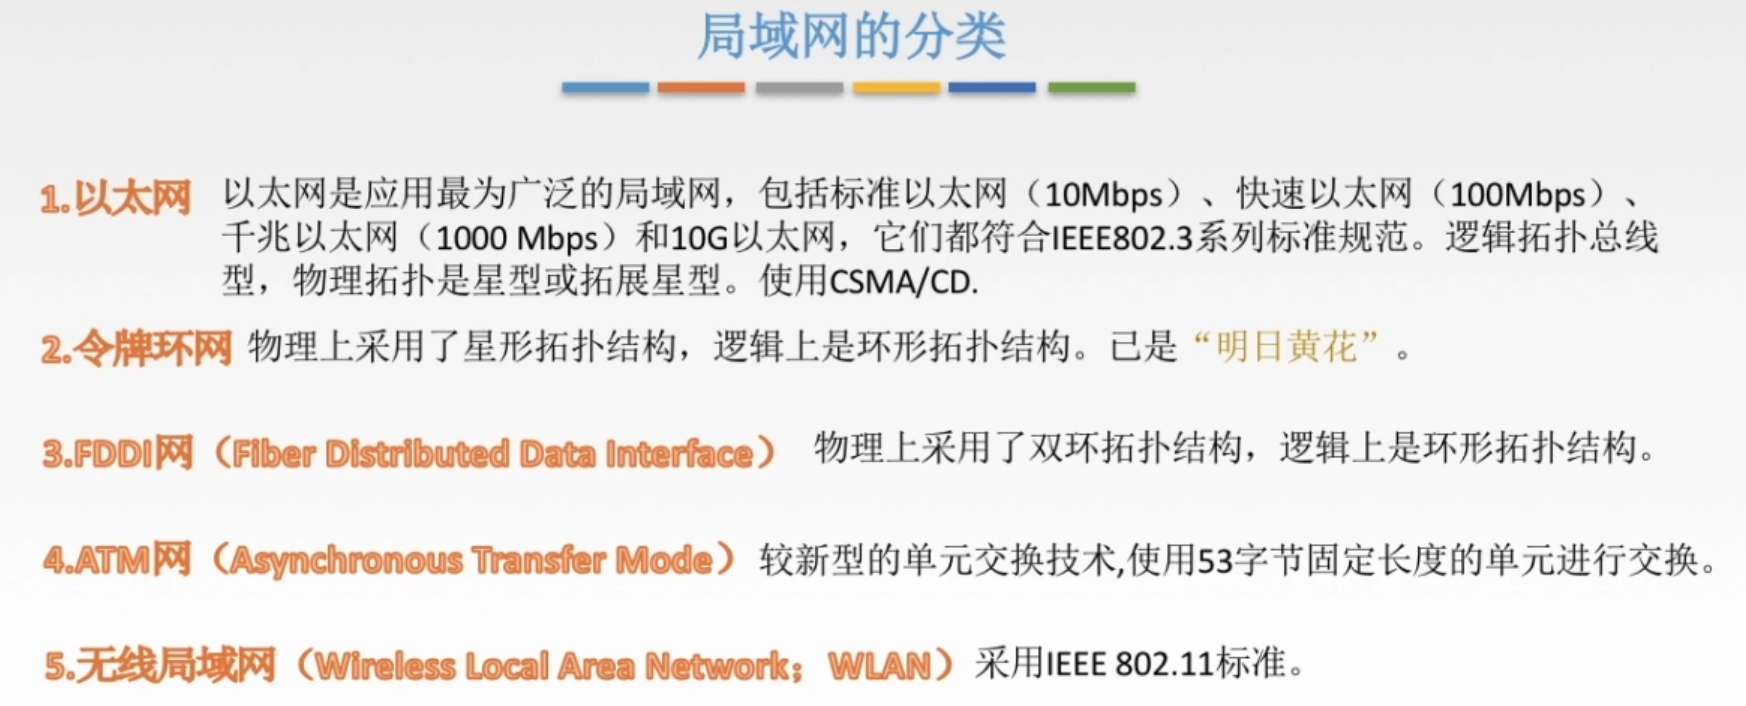 局域网的分类
1.以太网 以太网是应用最为广泛的局域网，包括标准以太网（10Mbps）、快速以太网（100Mbps）、
千兆以太网（1000 Mbps）和10G以太网，它们都符合IEEE802.3系列标准规范。逻辑拓扑总线
型，物理拓扑是星型或拓展星型。使用CSMA/CD.
2.令牌环网 物理上采用了星形拓扑结构，逻辑上是环形拓扑结构。已是“明日黄花”。
3.FDDI网（Fiber Distributed Data Interface） 物理上采用了双环拓扑结构，逻辑上是环形拓扑结构。
4.ATM网（Asynchronous Transfer Mode）较新型的单元交换技术,使用53字节固定长度的单元进行交换。
5.无线局域网（Wireless Local Area Network；WLAN）采用IEEE 802.11标准。